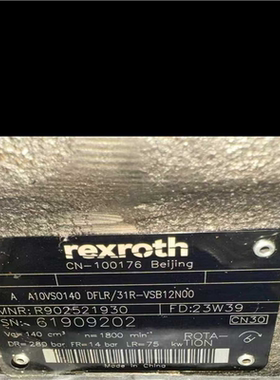 rexroth
CN-100176 Beijing
A A10VSO140 DFLR/31R-VSB12N00
MNR: R902521930 FD:23W39
SN: 61909202 CN30
Vg= 140 cm³ n= 1800 min⁻¹ ROTA-
DR= 280 bar FR= 14 bar LR= 75 kW TION
Made in China